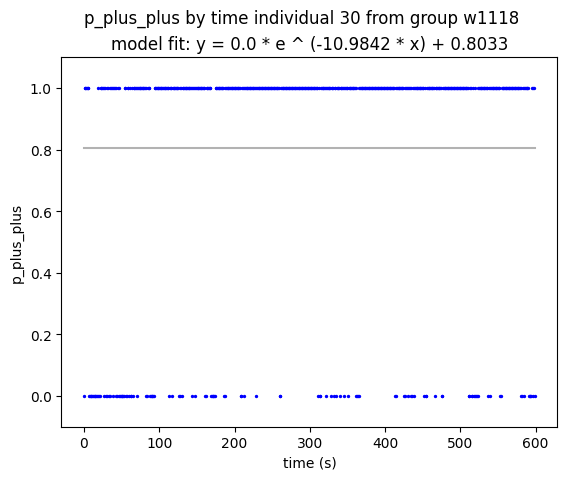 p_plus_plus by time individual 30 from group w1118
model fit: y = 0.0 * e ^ (-10.9842 * x) + 0.8033
1.0
0.8
0.6
0.4
0.2
0.0
p_plus_plus
0 100 200 300 400 500 600
time (s)